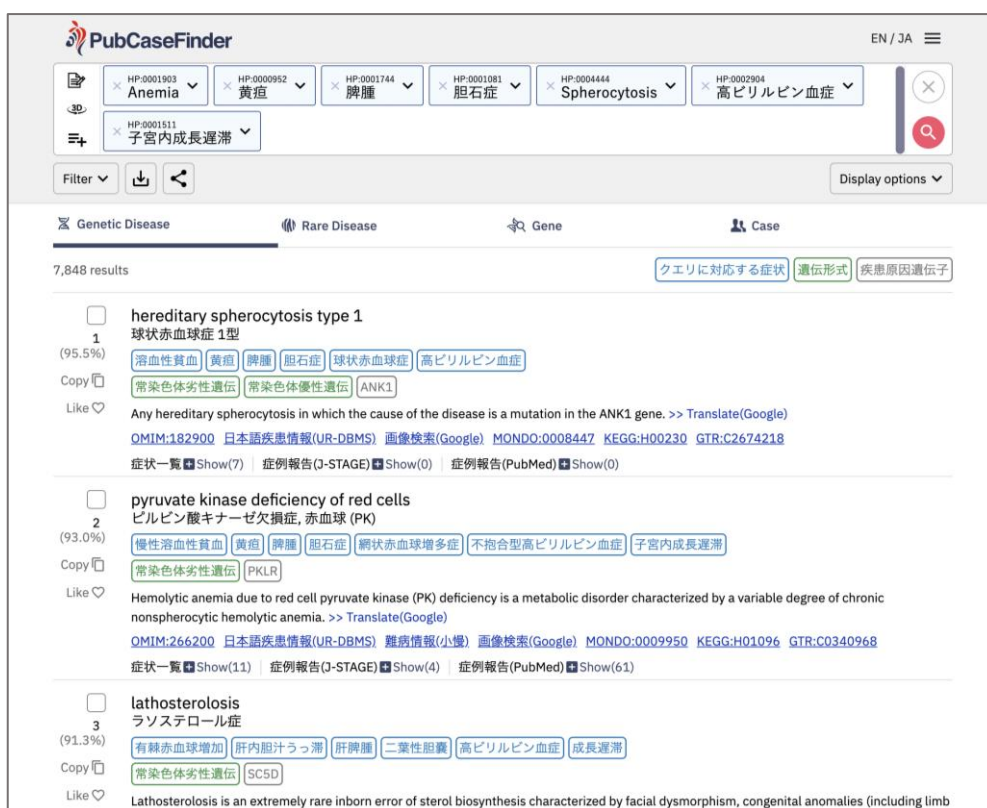 PubCaseFinder
EN / JA
HP:0001903 HP:0000952 HP:0001744 HP:0001081 HP:0004444 HP:0002904
Anemia 黄疸 脾腫 胆石症 Spherocytosis 高ビリルビン血症
3D
HP:0001511
子宮内成長遅滞
Filter
Display options
Genetic Disease Rare Disease Gene Case
7,848 results クエリに対応する症状 遺伝形式 疾患原因遺伝子
hereditary spherocytosis type 1
1 球状赤血球症 1型
(95.5%) 溶血性貧血 黄疸 脾腫 胆石症 球状赤血球症 高ビリルビン血症
Copy 常染色体劣性遺伝 常染色体優性遺伝 ANK1
Like Any hereditary spherocytosis in which the cause of the disease is a mutation in the ANK1 gene. >> Translate(Google)
OMIM:182900 日本語疾患情報(UR-DBMS) 画像検索(Google) MONDO:0008447 KEGG:H00230 GTR:C2674218
症状一覧 Show(7) 症例報告(J-STAGE) Show(0) 症例報告(PubMed) Show(0)
pyruvate kinase deficiency of red cells
2 ピルビン酸キナーゼ欠損症, 赤血球 (PK)
(93.0%) 慢性溶血性貧血 黄疸 脾腫 胆石症 網状赤血球増多症 不抱合型高ビリルビン血症 子宮内成長遅滞
Copy 常染色体劣性遺伝 PKLR
Like Hemolytic anemia due to red cell pyruvate kinase (PK) deficiency is a metabolic disorder characterized by a variable degree of chronic
nonspherocytic hemolytic anemia. >> Translate(Google)
OMIM:266200 日本語疾患情報(UR-DBMS) 難病情報(小慢) 画像検索(Google) MONDO:0009950 KEGG:H01096 GTR:C0340968
症状一覧 Show(11) 症例報告(J-STAGE) Show(4) 症例報告(PubMed) Show(61)
lathosterolosis
3 ラソステロール症
(91.3%) 有棘赤血球増加 肝内胆汁うっ滞 肝脾腫 二葉性胆嚢 高ビリルビン血症 成長遅滞
Copy 常染色体劣性遺伝 SC5D
Like Lathosterolosis is an extremely rare inborn error of sterol biosynthesis characterized by facial dysmorphism, congenital anomalies (including limb